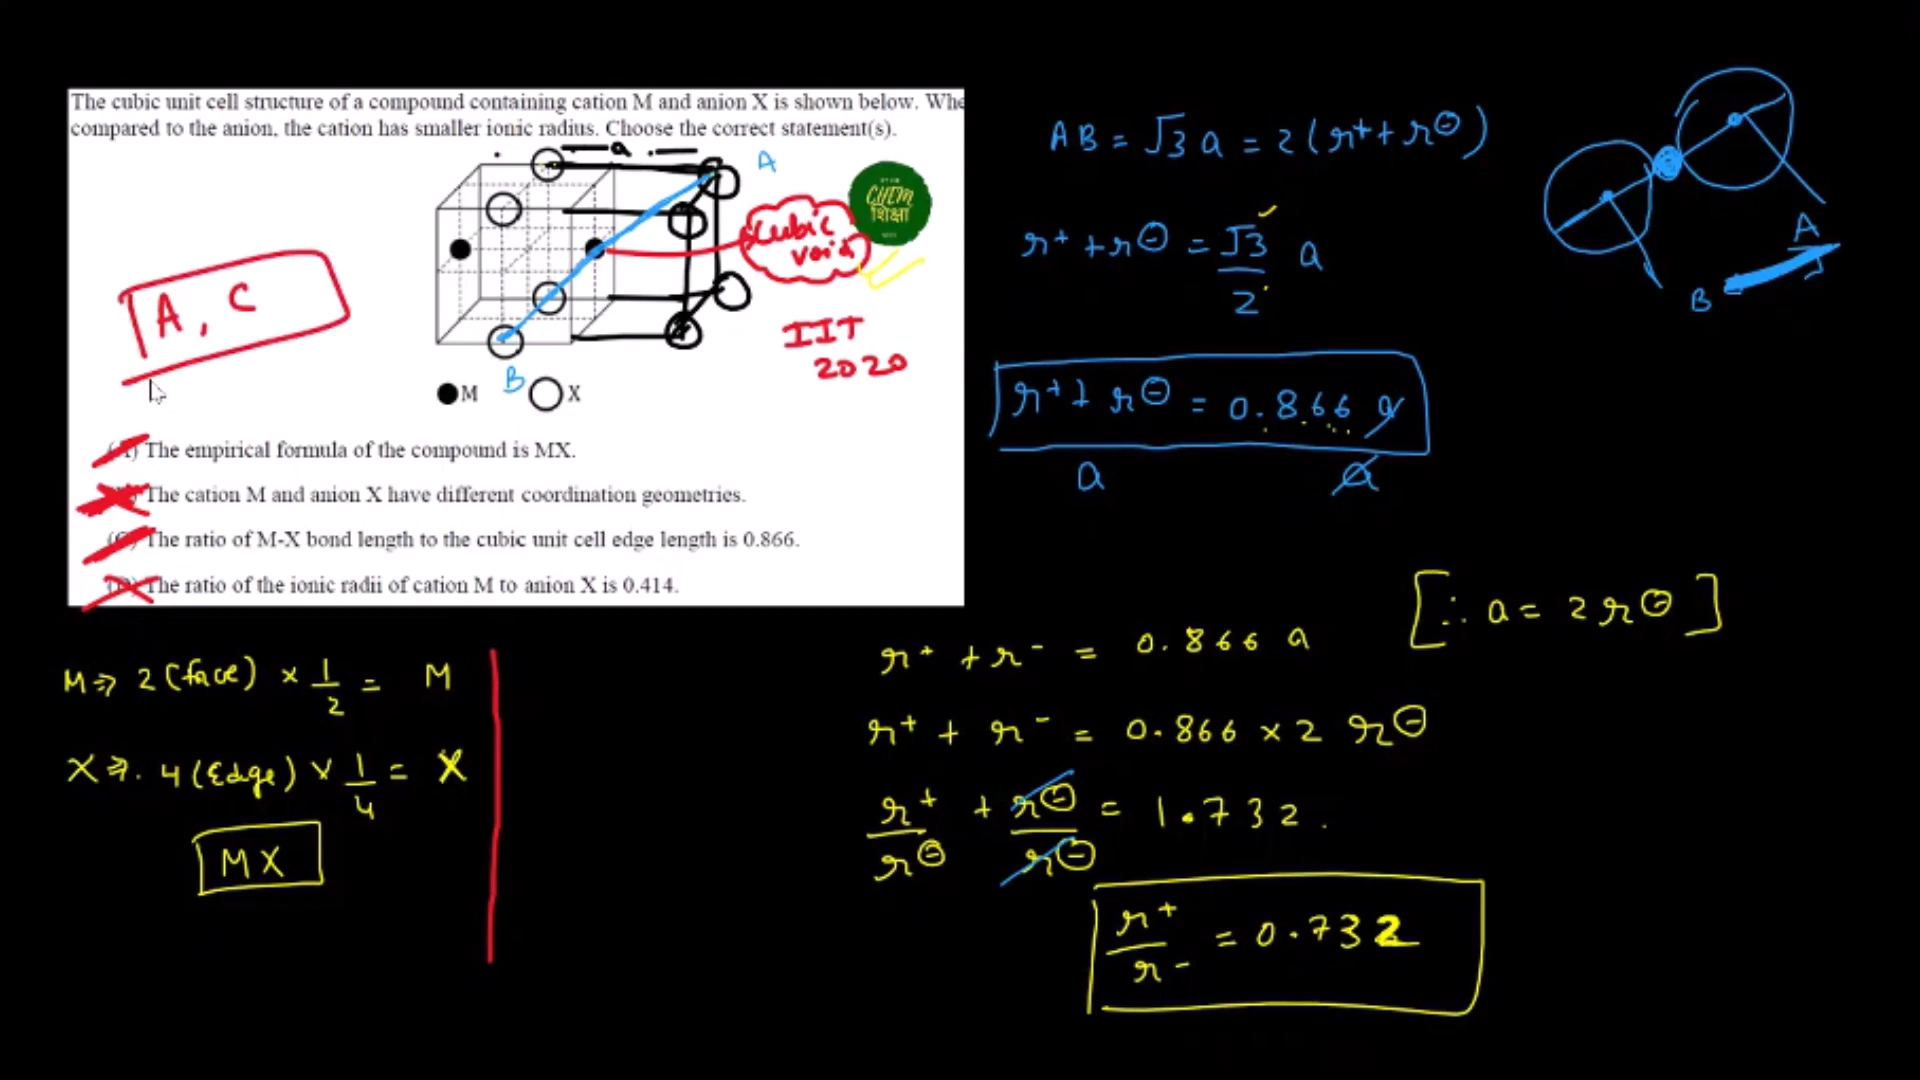 The cubic unit cell structure of a compound containing cation M and anion X is shown below. Whe
compared to the anion, the cation has smaller ionic radius. Choose the correct statement(s).
a
A
CHEM
शिक्षा
Cubic
void
A, C
IIT
2020
B
M X
The empirical formula of the compound is MX.
The cation M and anion X have different coordination geometries.
The ratio of M-X bond length to the cubic unit cell edge length is 0.866.
The ratio of the ionic radii of cation M to anion X is 0.414.
M ⇒ 2 (face) × 1/2 = M
X ⇒. 4 (Edge) × 1/4 = X
MX
AB = √3 a = 2 (r⁺ + r⊖)
r⁺ + r⊖ = √3/2 a
r⁺ + r⊖ = 0.866 a
a a
A
B
[∴ a = 2 r⊖]
r⁺ + r⁻ = 0.866 a
r⁺ + r⁻ = 0.866 × 2 r⊖
r⁺/r⊖ + r⊖/r⊖ = 1.732.
r⁺/r⁻ = 0.732